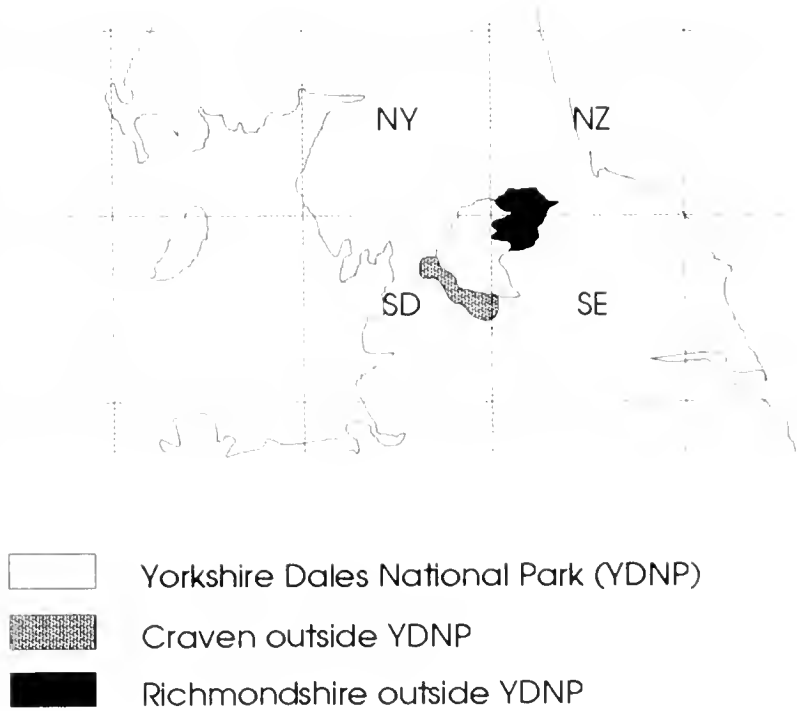 NY NZ
SD SE
Yorkshire Dales National Park (YDNP)
Craven outside YDNP
Richmondshire outside YDNP